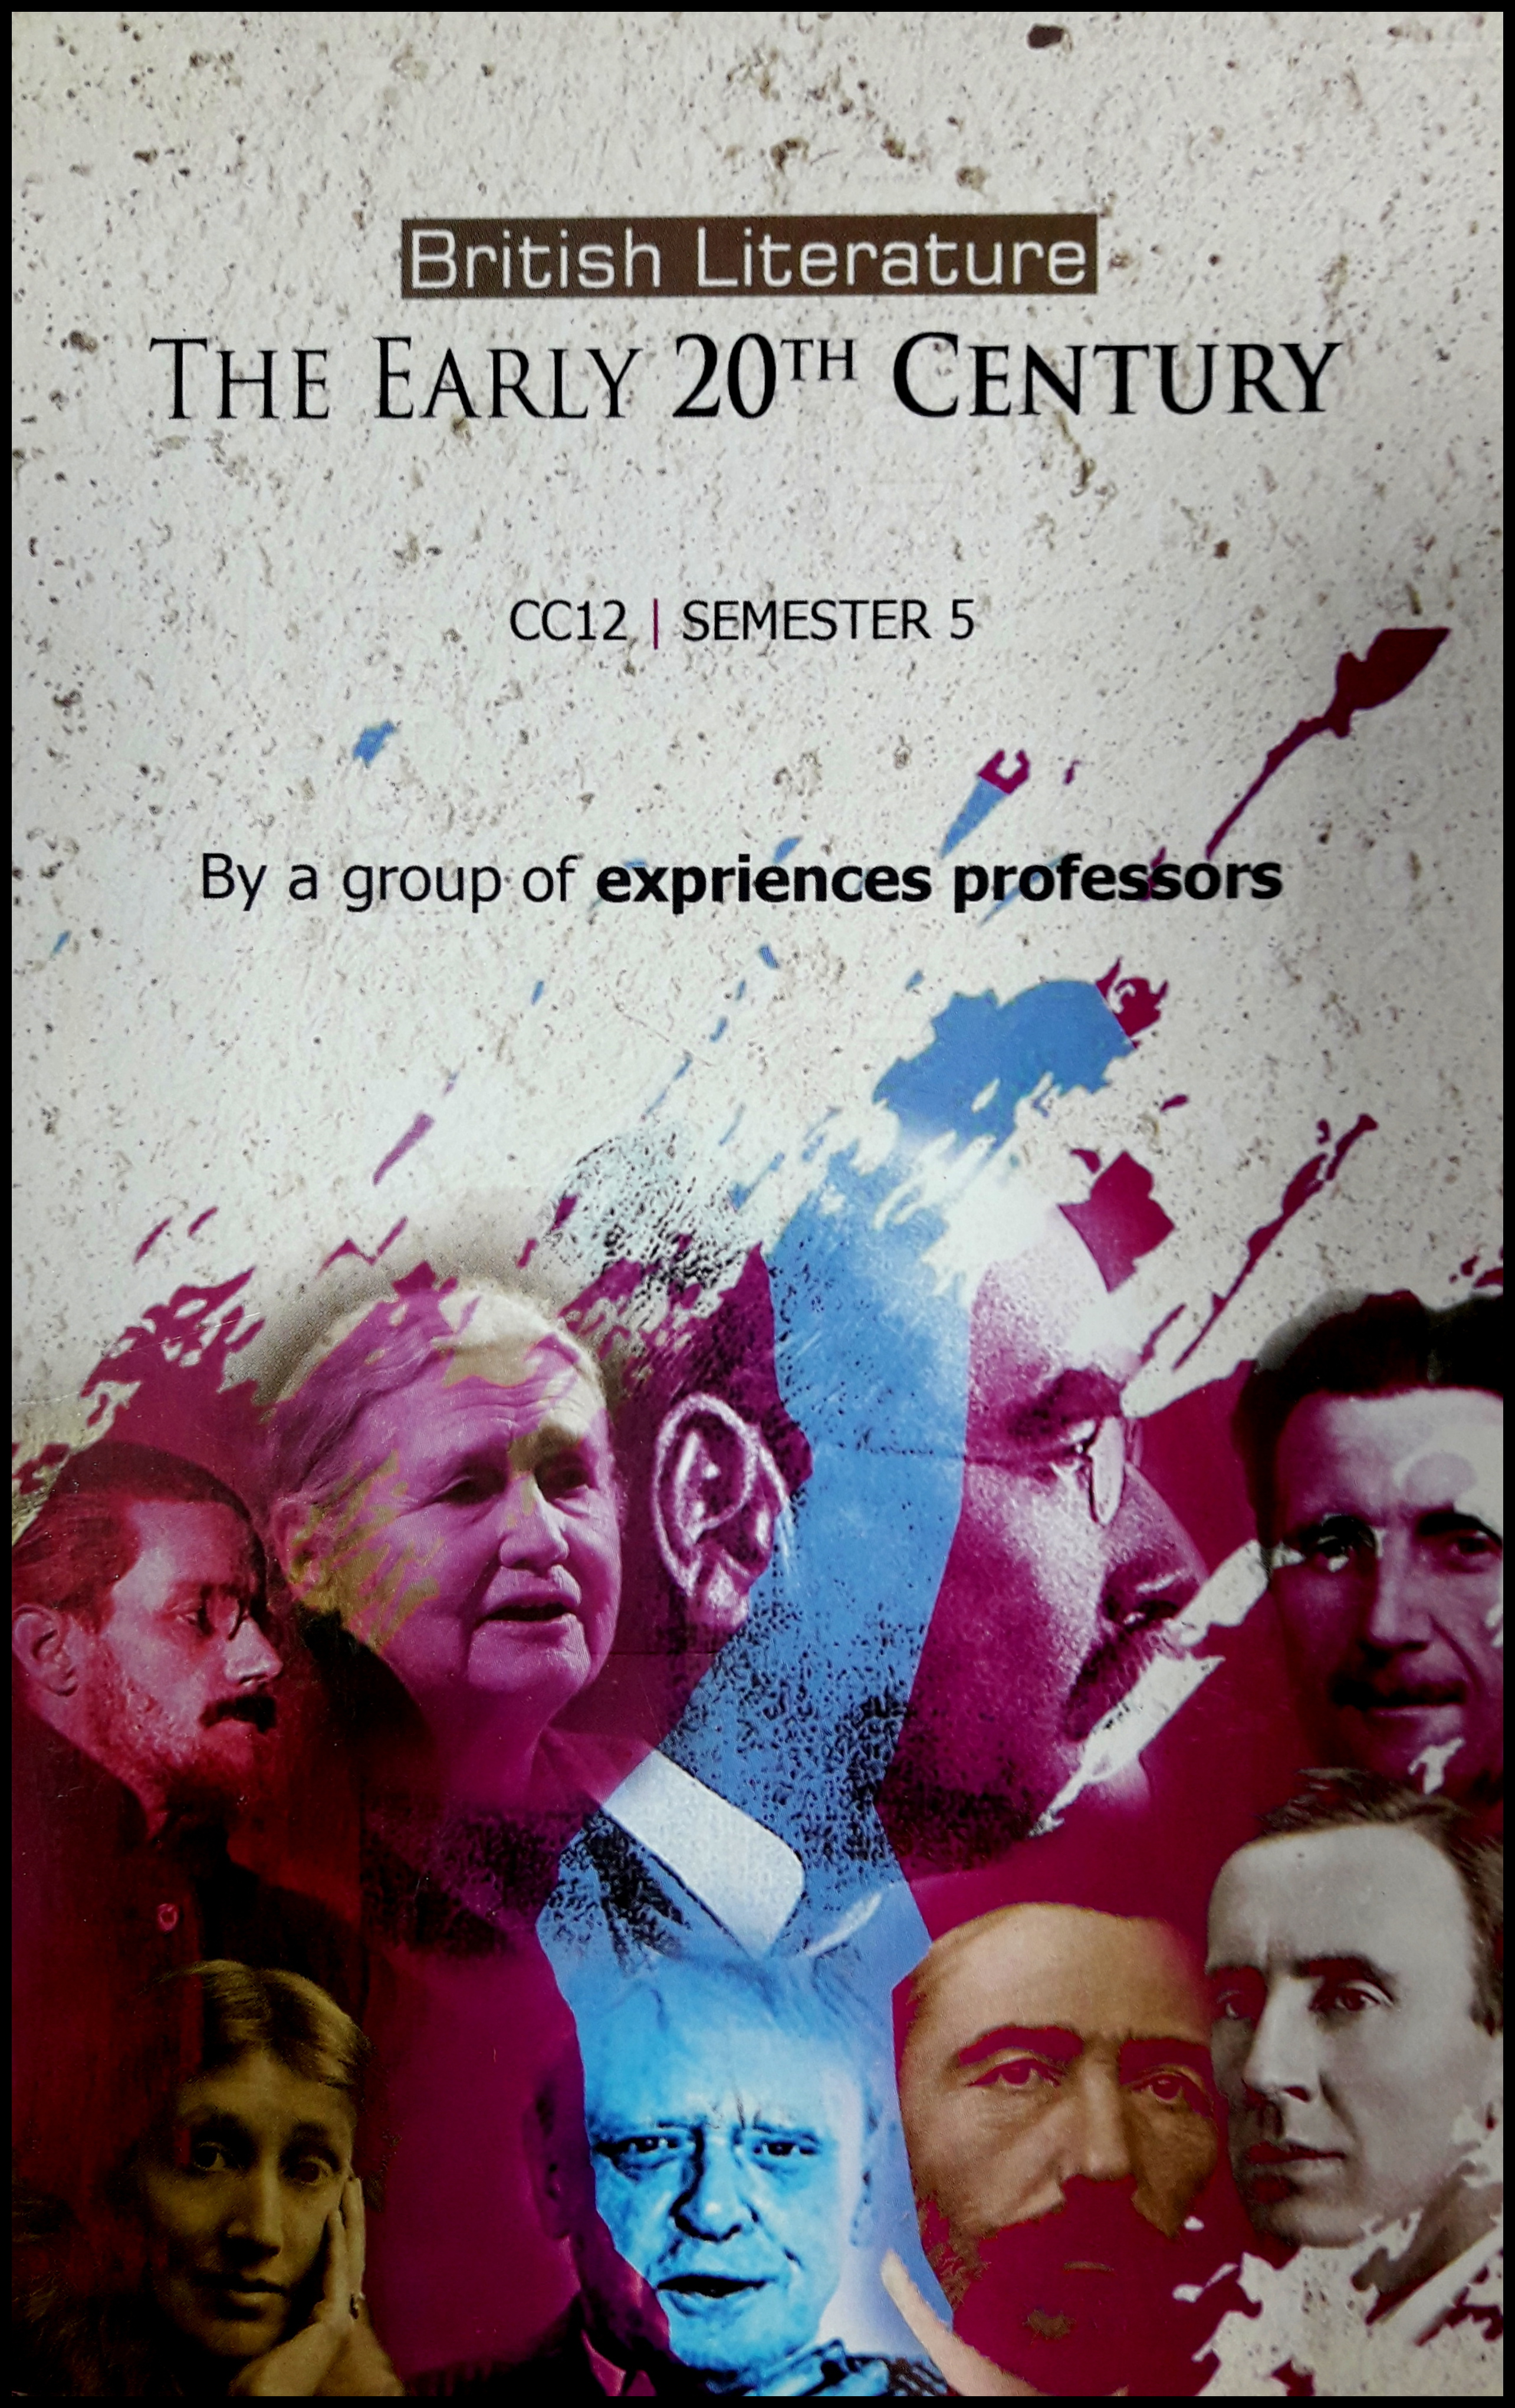 British Literature
THE EARLY 20TH CENTURY
CC12 | SEMESTER 5
By a group of expriences professors